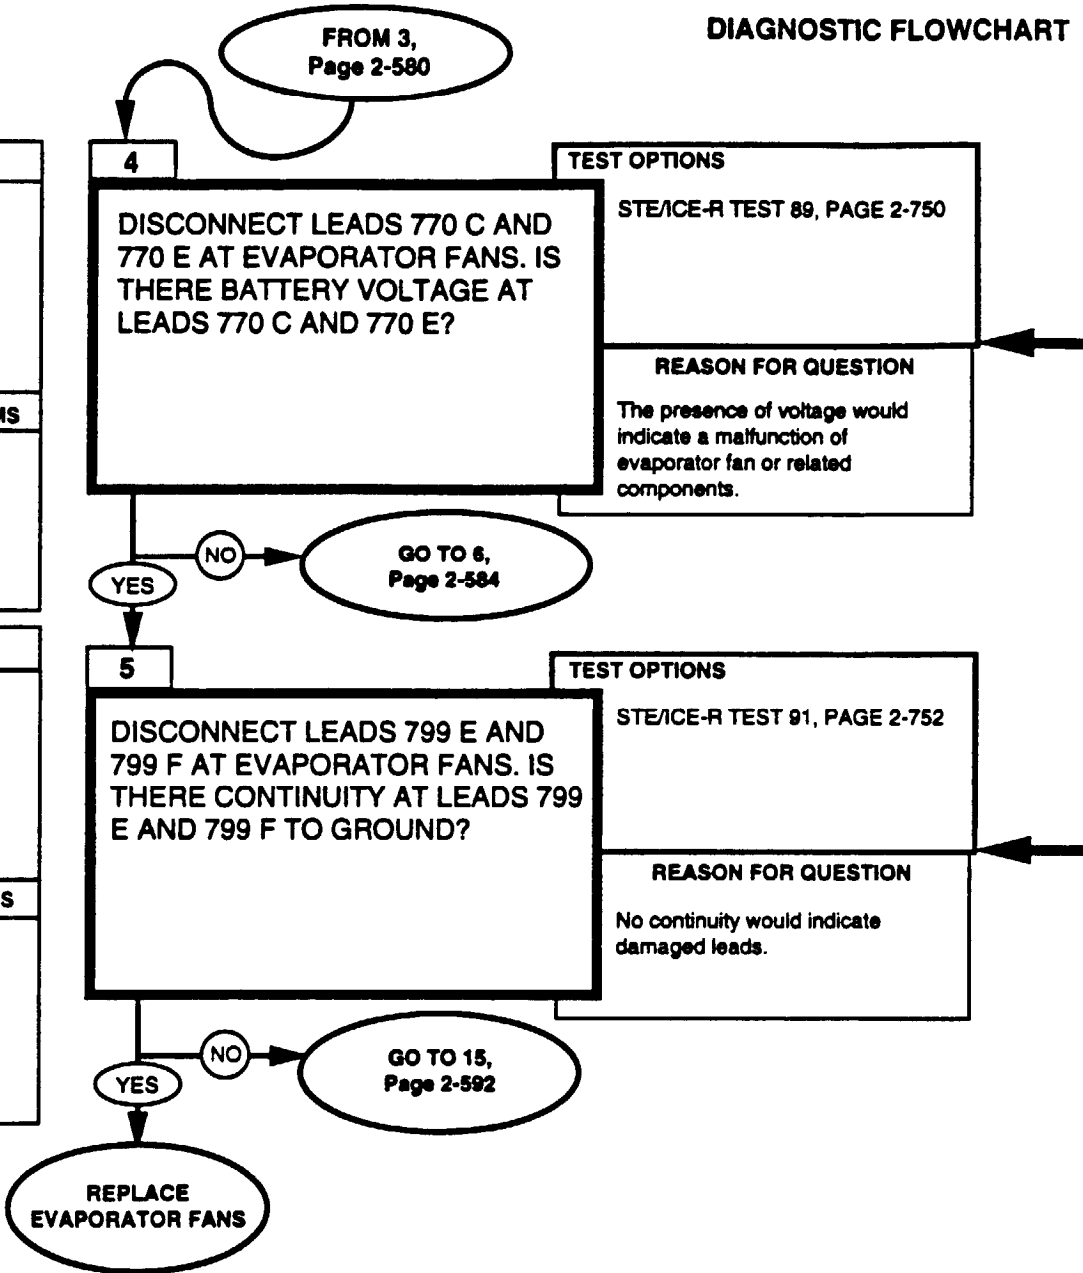 DIAGNOSTIC FLOWCHART
FROM 3,
Page 2-580
4
TEST OPTIONS
STE/ICE-R TEST 89, PAGE 2-750
DISCONNECT LEADS 770 C AND
770 E AT EVAPORATOR FANS. IS
THERE BATTERY VOLTAGE AT
LEADS 770 C AND 770 E?
REASON FOR QUESTION
The presence of voltage would
indicate a malfunction of
evaporator fan or related
components.
MS
NO
GO TO 6,
Page 2-584
YES
5
TEST OPTIONS
STE/ICE-R TEST 91, PAGE 2-752
DISCONNECT LEADS 799 E AND
799 F AT EVAPORATOR FANS. IS
THERE CONTINUITY AT LEADS 799
E AND 799 F TO GROUND?
REASON FOR QUESTION
No continuity would indicate
damaged leads.
S
NO
GO TO 15,
Page 2-592
YES
REPLACE
EVAPORATOR FANS